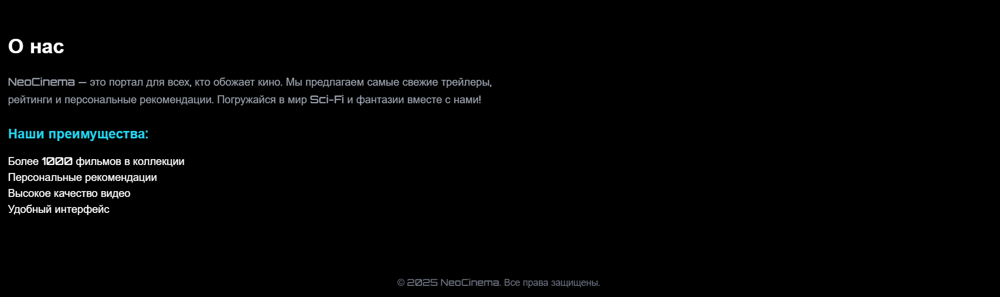 О нас
NeoCinema — это портал для всех, кто обожает кино. Мы предлагаем самые свежие трейлеры,
рейтинги и персональные рекомендации. Погружайся в мир Sci-Fi и фантазии вместе с нами!
Наши преимущества:
Более 1000 фильмов в коллекции
Персональные рекомендации
Высокое качество видео
Удобный интерфейс
© 2025 NeoCinema. Все права защищены.